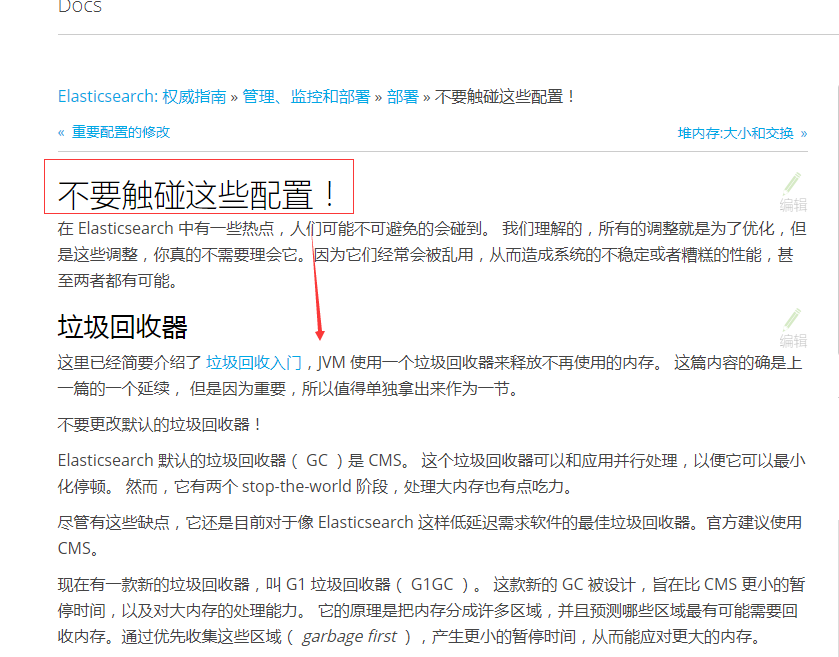 Docs
Elasticsearch: 权威指南 » 管理、监控和部署 » 部署 » 不要触碰这些配置！
« 重要配置的修改
堆内存:大小和交换 »
不要触碰这些配置！
编辑
在 Elasticsearch 中有一些热点，人们可能不可避免的会碰到。 我们理解的，所有的调整就是为了优化，但
是这些调整，你真的不需要理会它。因为它们经常会被乱用，从而造成系统的不稳定或者糟糕的性能，甚
至两者都有可能。
垃圾回收器
编辑
这里已经简要介绍了 垃圾回收入门，JVM 使用一个垃圾回收器来释放不再使用的内存。 这篇内容的确是上
一篇的一个延续， 但是因为重要，所以值得单独拿出来作为一节。
不要更改默认的垃圾回收器！
Elasticsearch 默认的垃圾回收器（ GC ）是 CMS。 这个垃圾回收器可以和应用并行处理，以便它可以最小
化停顿。 然而，它有两个 stop-the-world 阶段，处理大内存也有点吃力。
尽管有这些缺点，它还是目前对于像 Elasticsearch 这样低延迟需求软件的最佳垃圾回收器。官方建议使用
CMS。
现在有一款新的垃圾回收器，叫 G1 垃圾回收器（ G1GC ）。 这款新的 GC 被设计，旨在比 CMS 更小的暂
停时间，以及对大内存的处理能力。 它的原理是把内存分成许多区域，并且预测哪些区域最有可能需要回
收内存。通过优先收集这些区域（ garbage first ），产生更小的暂停时间，从而能应对更大的内存。